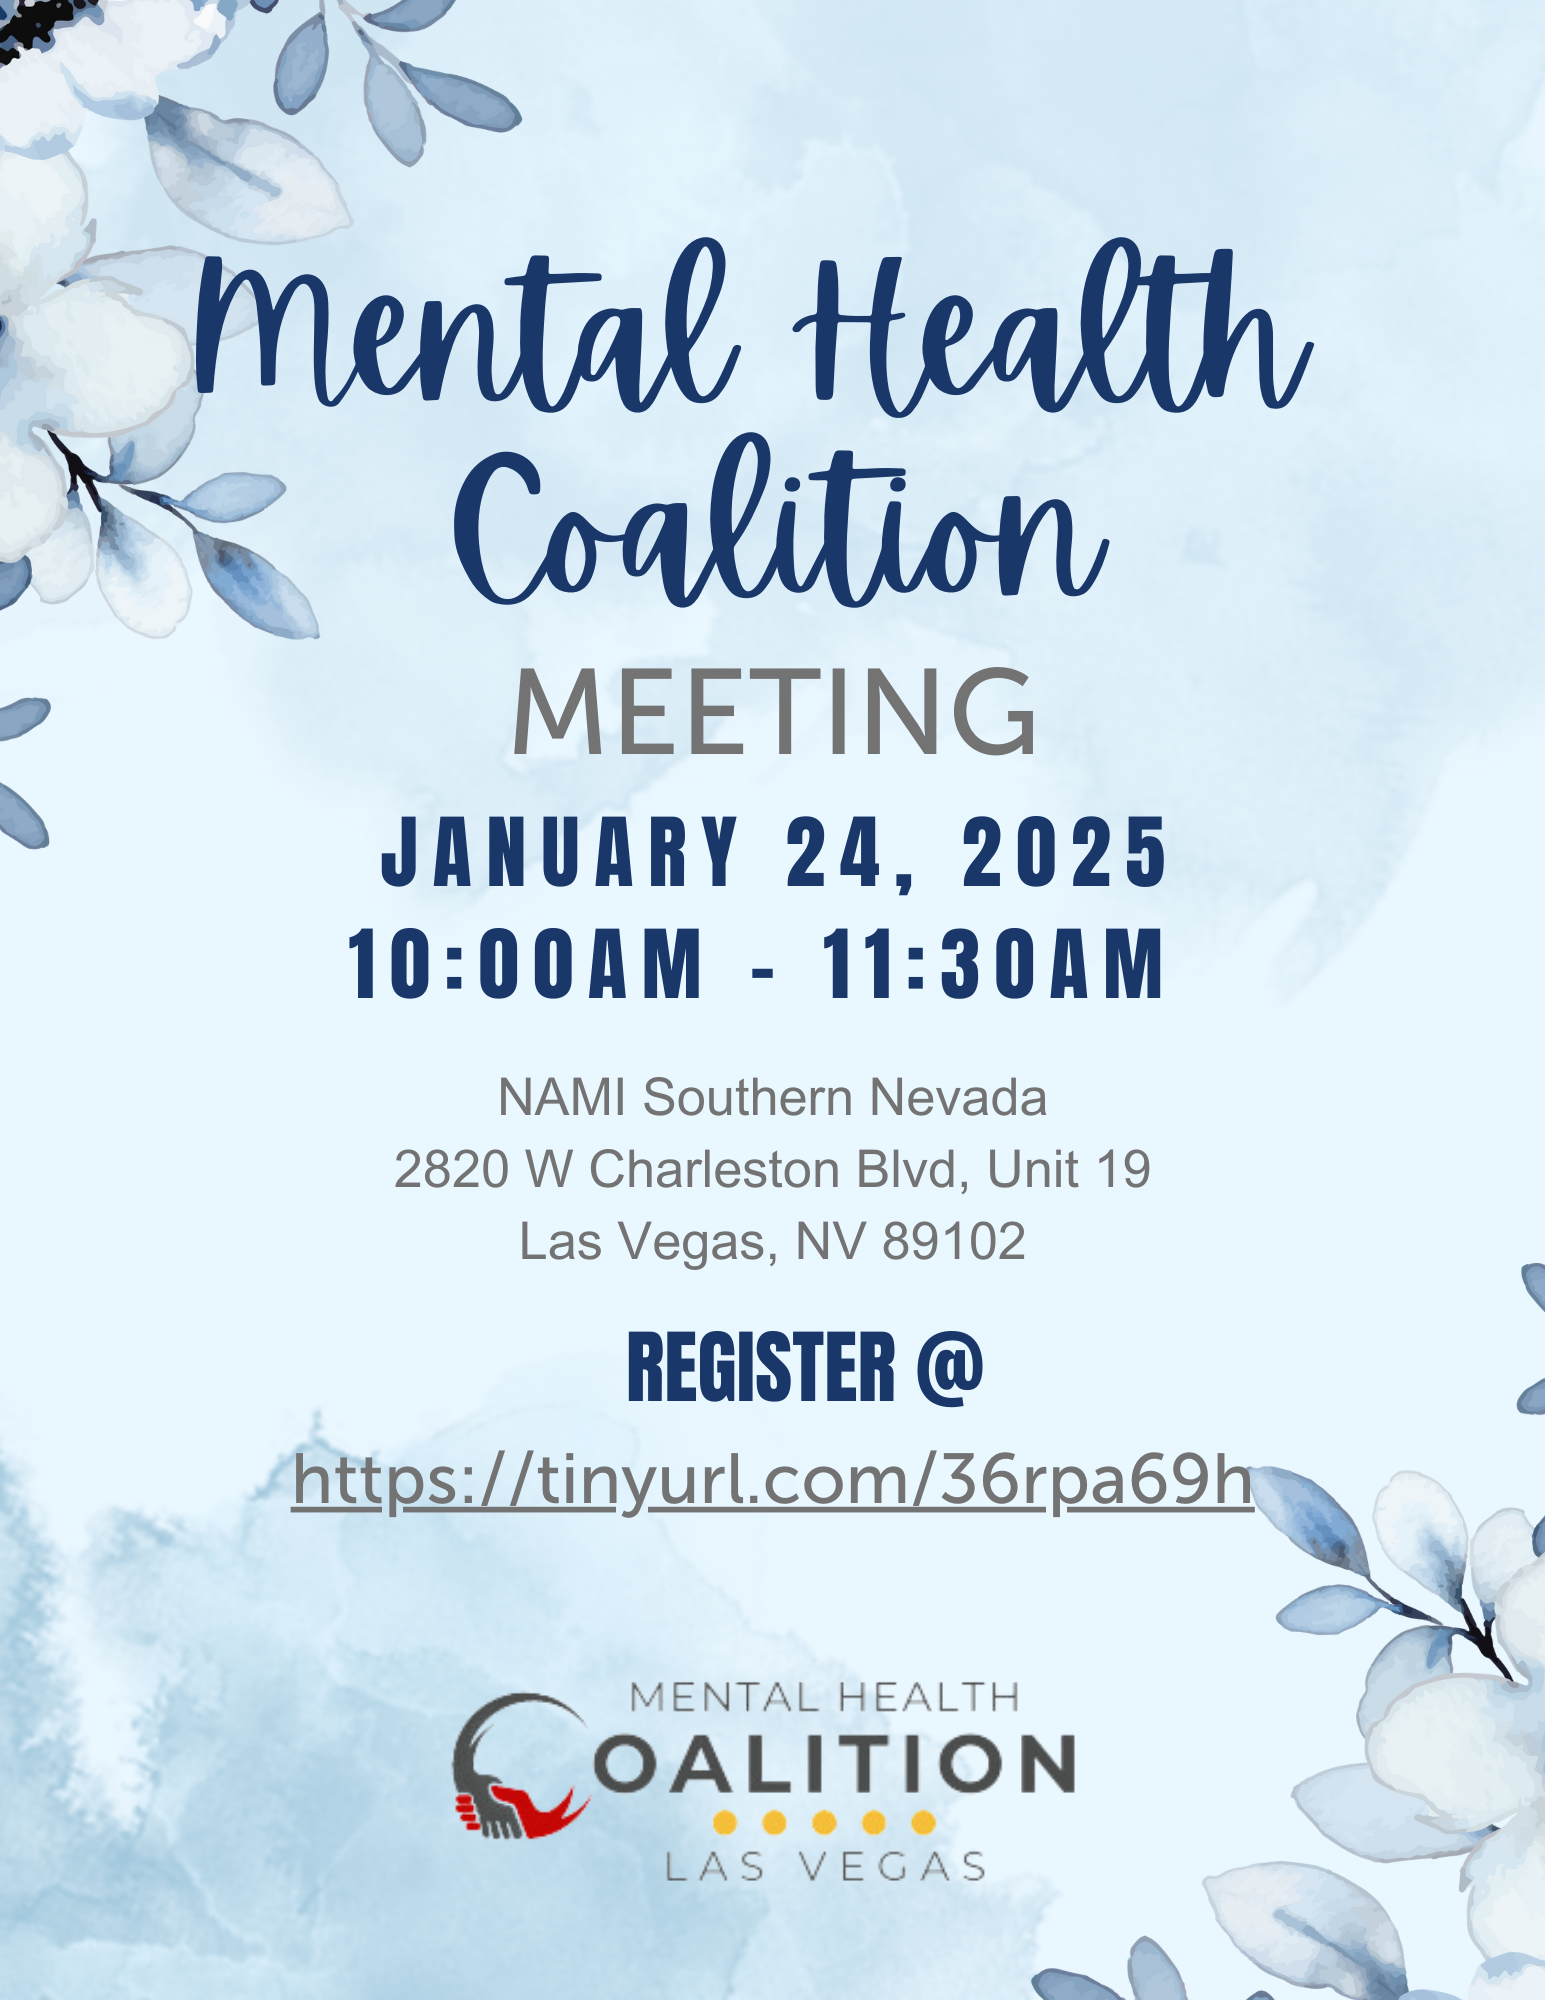 Mental Health
Coalition
MEETING
JANUARY 24, 2025
10:00AM - 11:30AM
NAMI Southern Nevada
2820 W Charleston Blvd, Unit 19
Las Vegas, NV 89102
REGISTER @
https://tinyurl.com/36rpa69h
MENTAL HEALTH
COALITION
LAS VEGAS